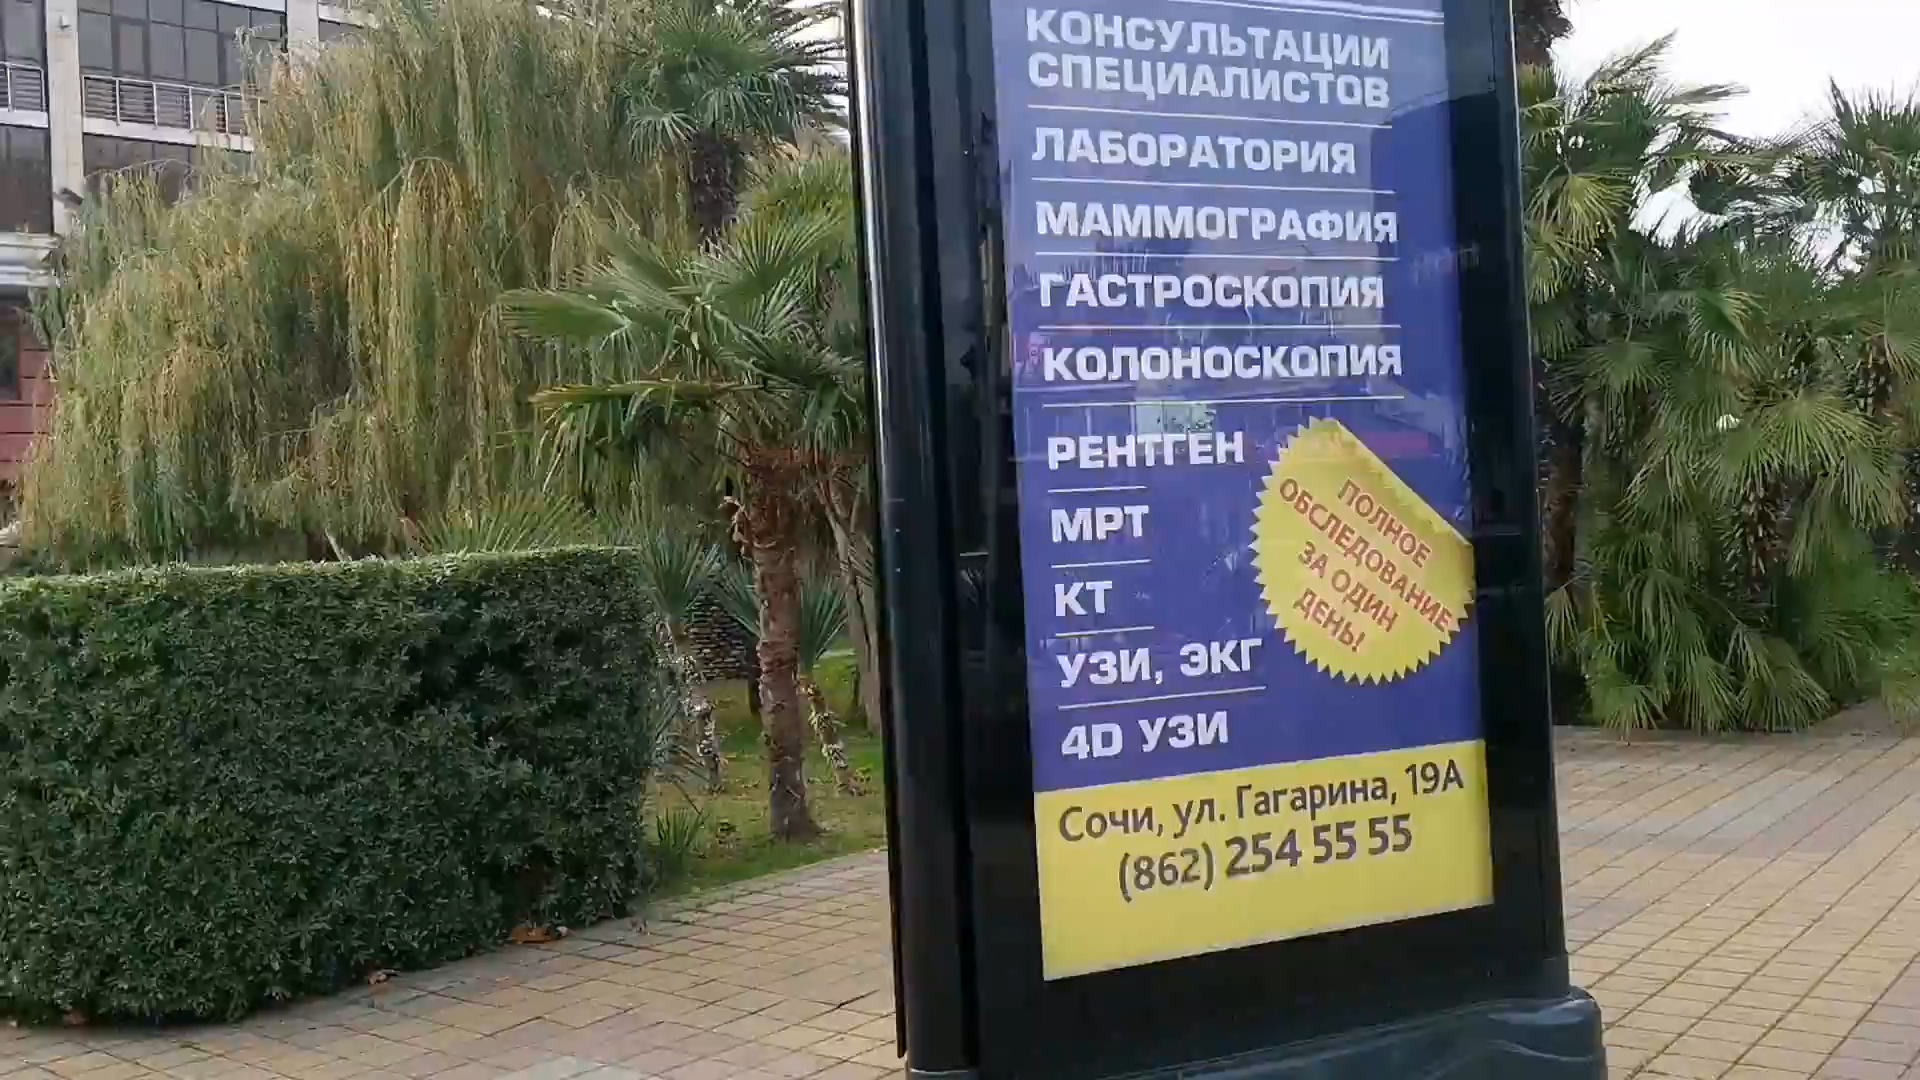 КОНСУЛЬТАЦИИ
СПЕЦИАЛИСТОВ
ЛАБОРАТОРИЯ
МАММОГРАФИЯ
ГАСТРОСКОПИЯ
КОЛОНОСКОПИЯ
РЕНТГЕН
МРТ
КТ
УЗИ, ЭКГ
4D УЗИ
ПОЛНОЕ
ОБСЛЕДОВАНИЕ
ЗА ОДИН
ДЕНЬ!
Сочи, ул. Гагарина, 19А
(862) 254 55 55